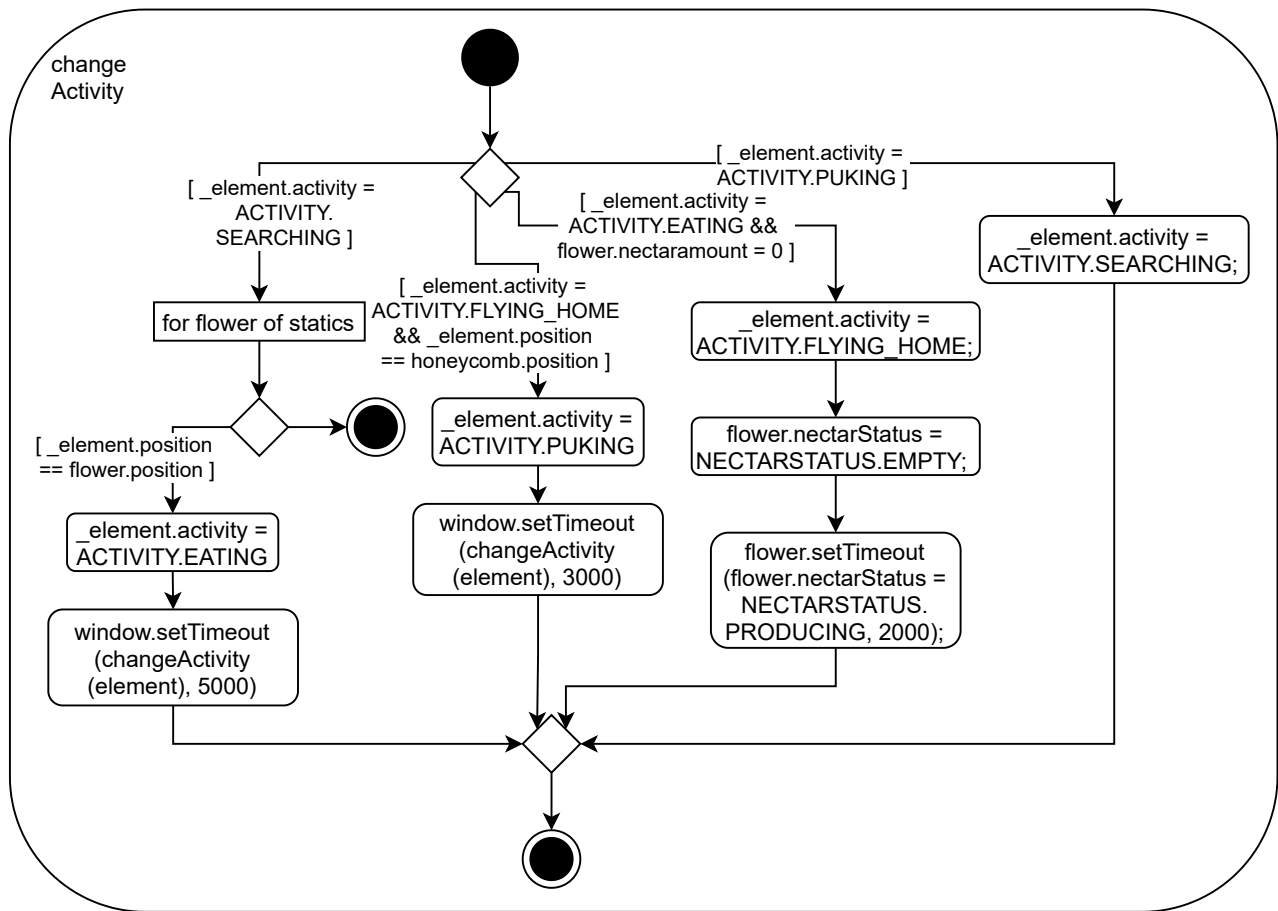 change
Activity
[ _element.activity =
ACTIVITY.
SEARCHING ]
[ _element.activity =
ACTIVITY.PUKING ]
[ _element.activity =
ACTIVITY.EATING &&
flower.nectaramount = 0 ]
_element.activity =
ACTIVITY.SEARCHING;
[ _element.activity =
ACTIVITY.FLYING_HOME
&& _element.position
== honeycomb.position ]
for flower of statics
_element.activity =
ACTIVITY.FLYING_HOME;
[ _element.position
== flower.position ]
_element.activity =
ACTIVITY.PUKING
flower.nectarStatus =
NECTARSTATUS.EMPTY;
_element.activity =
ACTIVITY.EATING
window.setTimeout
(changeActivity
(element), 3000)
flower.setTimeout
(flower.nectarStatus =
NECTARSTATUS.
PRODUCING, 2000);
window.setTimeout
(changeActivity
(element), 5000)